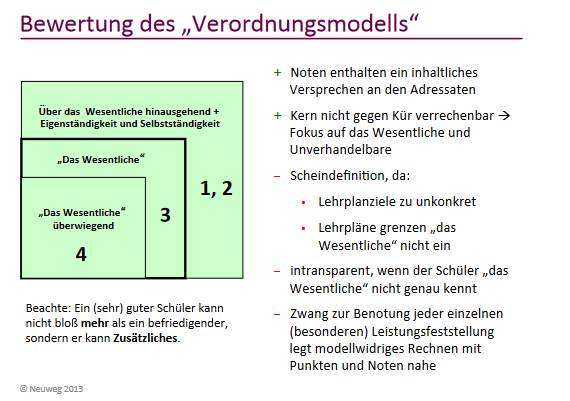 Bewertung des „Verordnungsmodells“
Über das Wesentliche hinausgehend +
Eigenständigkeit und Selbstständigkeit
„Das Wesentliche“
1, 2
„Das Wesentliche“
überwiegend
3
4
Beachte: Ein (sehr) guter Schüler kann
nicht bloß mehr als ein befriedigender,
sondern er kann Zusätzliches.
+ Noten enthalten ein inhaltliches
Versprechen an den Adressaten
+ Kern nicht gegen Kür verrechenbar →
Fokus auf das Wesentliche und
Unverhandelbare
– Scheindefinition, da:
• Lehrplanziele zu unkonkret
• Lehrpläne grenzen „das
Wesentliche“ nicht ein
– intransparent, wenn der Schüler „das
Wesentliche“ nicht genau kennt
– Zwang zur Benotung jeder einzelnen
(besonderen) Leistungsfeststellung
legt modellwidriges Rechnen mit
Punkten und Noten nahe
© Neuweg 2013